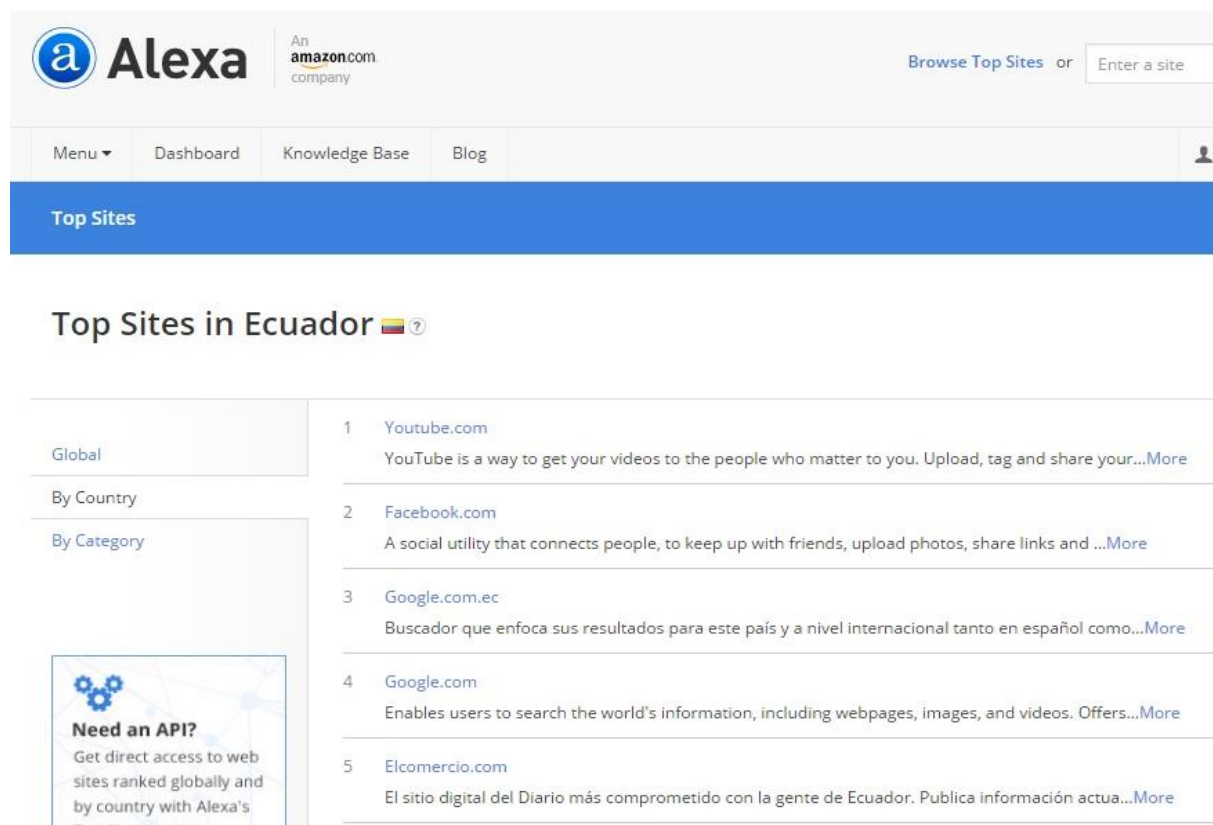 a Alexa
An
amazon.com
company
Browse Top Sites or Enter a site
Menu Dashboard Knowledge Base Blog
Top Sites
Top Sites in Ecuador ?
Global
By Country
By Category
1 Youtube.com
YouTube is a way to get your videos to the people who matter to you. Upload, tag and share your...More
2 Facebook.com
A social utility that connects people, to keep up with friends, upload photos, share links and ...More
3 Google.com.ec
Buscador que enfoca sus resultados para este país y a nivel internacional tanto en español como...More
4 Google.com
Enables users to search the world's information, including webpages, images, and videos. Offers...More
5 Elcomercio.com
El sitio digital del Diario más comprometido con la gente de Ecuador. Publica información actua...More
Need an API?
Get direct access to web
sites ranked globally and
by country with Alexa's